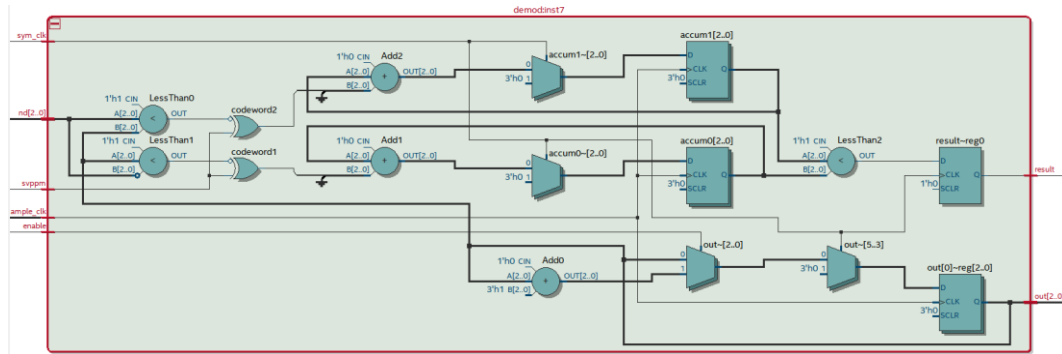 demod:inst7
sym_clk
nd[2..0]
svppm
ample_clk
enable
1'h1 CIN
LessThan0
A[2..0]
<
OUT
B[2..0]
1'h1 CIN
LessThan1
A[2..0]
<
OUT
B[2..0]
codeword2
codeword1
1'h0 CIN
Add2
A[2..0]
+
OUT[2..0]
B[2..0]
1'h0 CIN
Add1
A[2..0]
+
OUT[2..0]
B[2..0]
accum1~[2..0]
0
3'h0 1
accum0~[2..0]
0
3'h0 1
accum1[2..0]
D
CLK
Q
3'h0
SCLR
accum0[2..0]
D
CLK
Q
3'h0
SCLR
1'h1 CIN
LessThan2
A[2..0]
<
OUT
B[2..0]
result~reg0
D
CLK
Q
1'h0
SCLR
result
1'h0 CIN
Add0
A[2..0]
+
OUT[2..0]
3'h1 B[2..0]
out~[2..0]
0
1
out~[5..3]
0
3'h0 1
out[0]~reg[2..0]
D
CLK
Q
3'h0
SCLR
out[2..0]